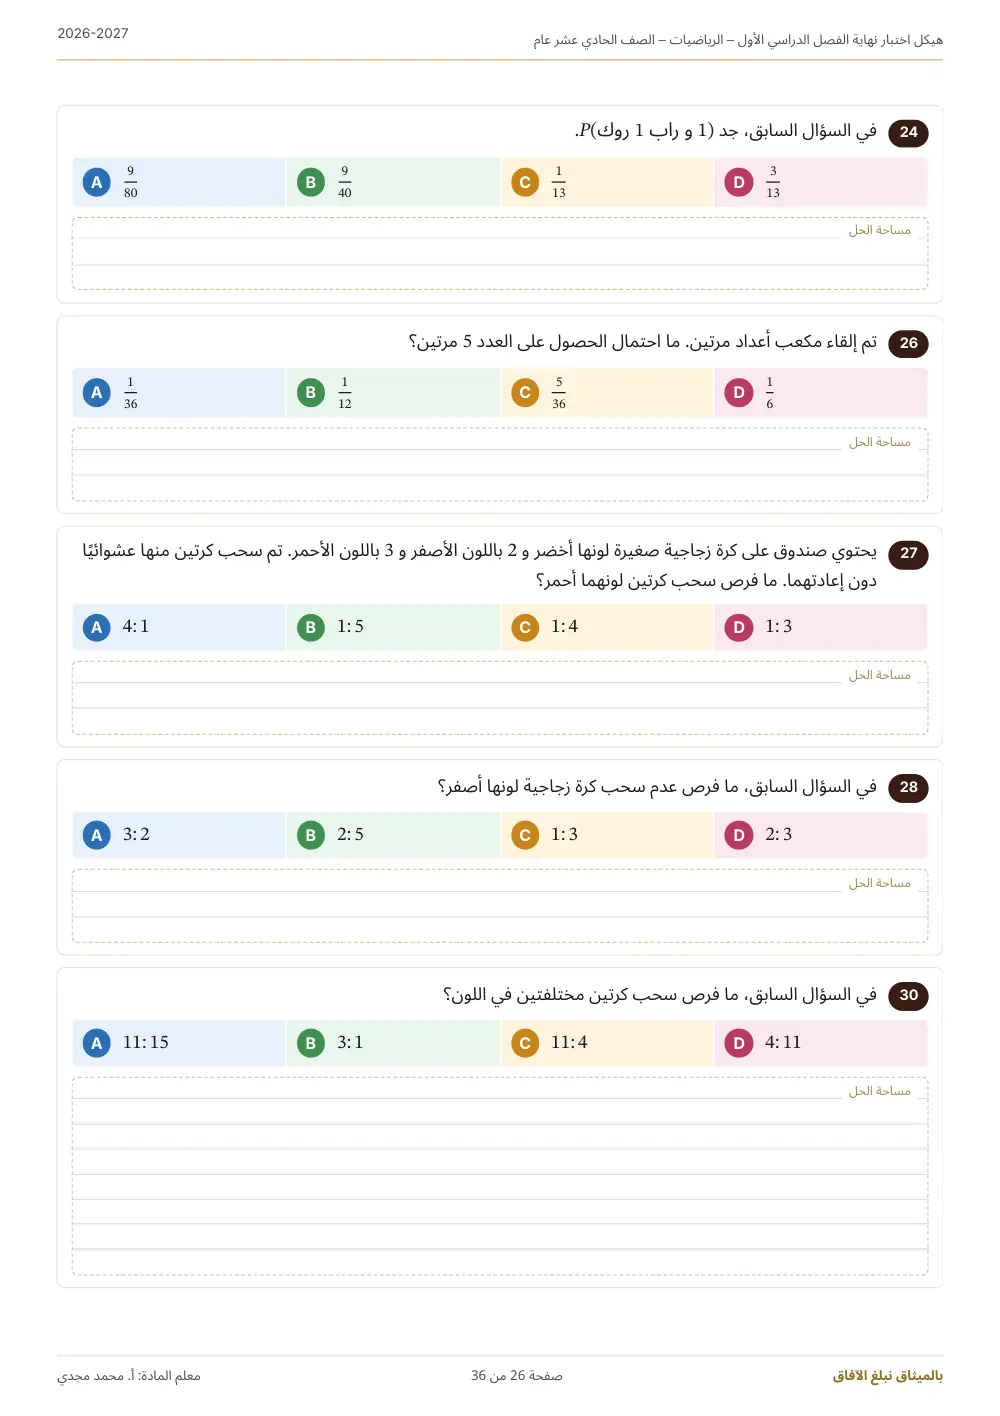 هيكل اختبار نهاية الفصل الدراسي الأول – الرياضيات – الصف الحادي عشر عام
2026-2027
24 في السؤال السابق، جد P(روك 1 و راب 1).
A 9/80 B 9/40 C 1/13 D 3/13
مساحة الحل
26 تم إلقاء مكعب أعداد مرتين. ما احتمال الحصول على العدد 5 مرتين؟
A 1/36 B 1/12 C 5/36 D 1/6
مساحة الحل
27 يحتوي صندوق على كرة زجاجية صغيرة لونها أخضر و 2 باللون الأصفر و 3 باللون الأحمر. تم سحب كرتين منها عشوائيًا
دون إعادتهما. ما فرص سحب كرتين لونهما أحمر؟
A 4:1 B 1:5 C 1:4 D 1:3
مساحة الحل
28 في السؤال السابق، ما فرص عدم سحب كرة زجاجية لونها أصفر؟
A 3:2 B 2:5 C 1:3 D 2:3
مساحة الحل
30 في السؤال السابق، ما فرص سحب كرتين مختلفتين في اللون؟
A 11:15 B 3:1 C 11:4 D 4:11
مساحة الحل
بالميثاق نبلغ الآفاق
صفحة 26 من 36
معلم المادة: أ. محمد مجدي